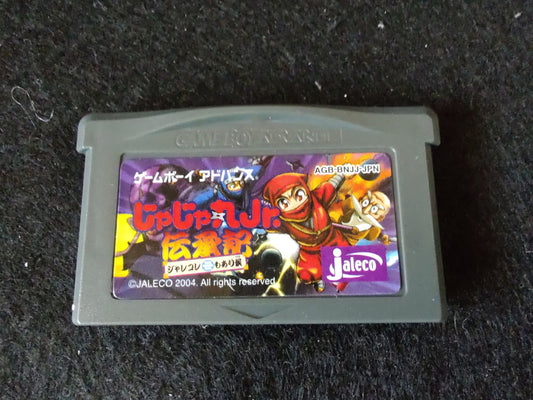 GAME BOY ADVANCE
ゲームボーイ アドバンス
AGB-BNJJ-JPN
じゃじゃ丸Jr.
伝承記
ジャレコレもあり候
jaleco
©JALECO 2004. All rights reserved